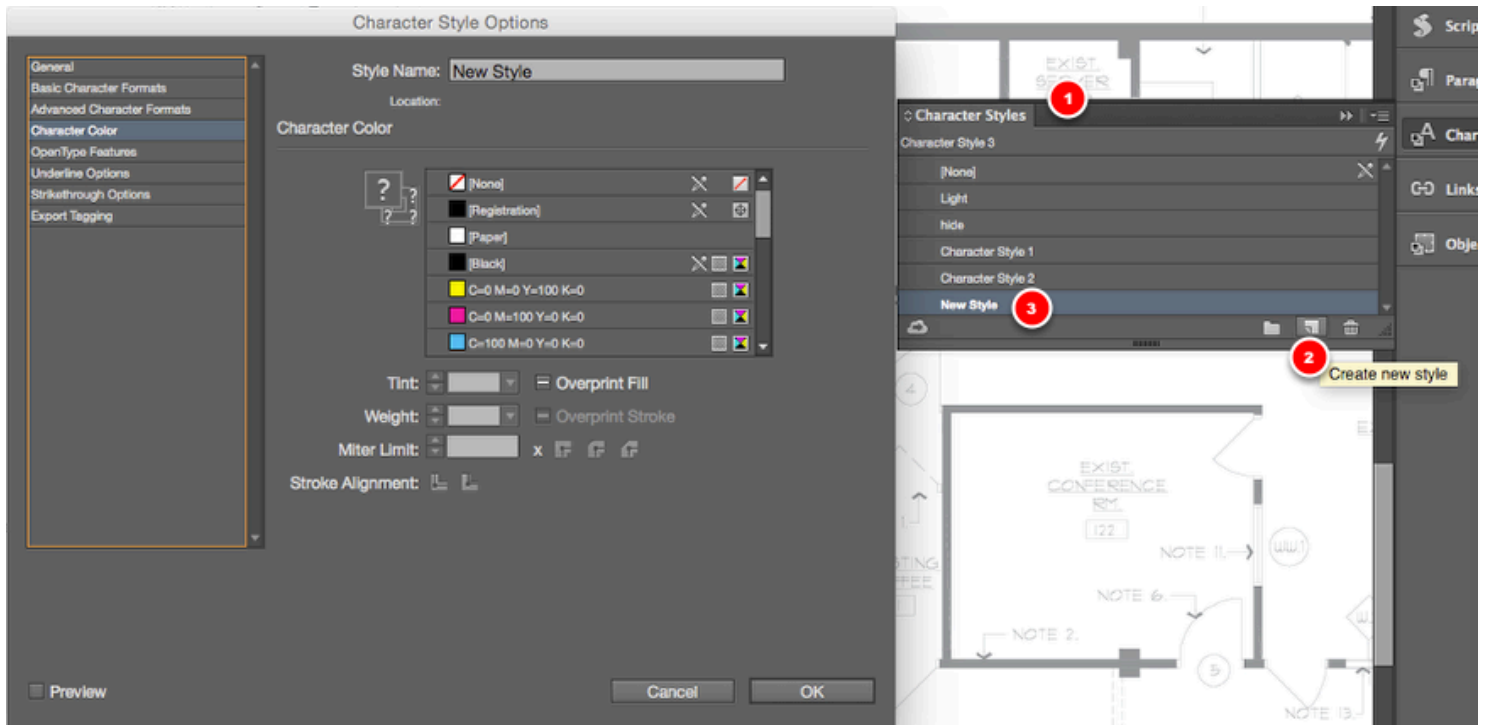 Character Style Options
General
Basic Character Formats
Advanced Character Formats
Character Color
OpenType Features
Underline Options
Strikethrough Options
Export Tagging
Style Name: New Style
Location:
Character Color
? ?
? ?
[None]
[Registration]
[Paper]
[Black]
C=0 M=0 Y=100 K=0
C=0 M=100 Y=0 K=0
C=100 M=0 Y=0 K=0
Tint:
Overprint Fill
Weight:
Overprint Stroke
Miter Limit:
x
Stroke Alignment:
Preview
Cancel
OK
EXIST.
SERVER
1
Character Styles
Character Style 3
[None]
Light
hide
Character Style 1
Character Style 2
New Style
3
2
Create new style
Scrip
Para
Char
Links
Obje
4
EXIST.
CONFERENCE
RM.
122
NOTE 11.
WW.1
NOTE 6.
NOTE 2.
5
NOTE 13.